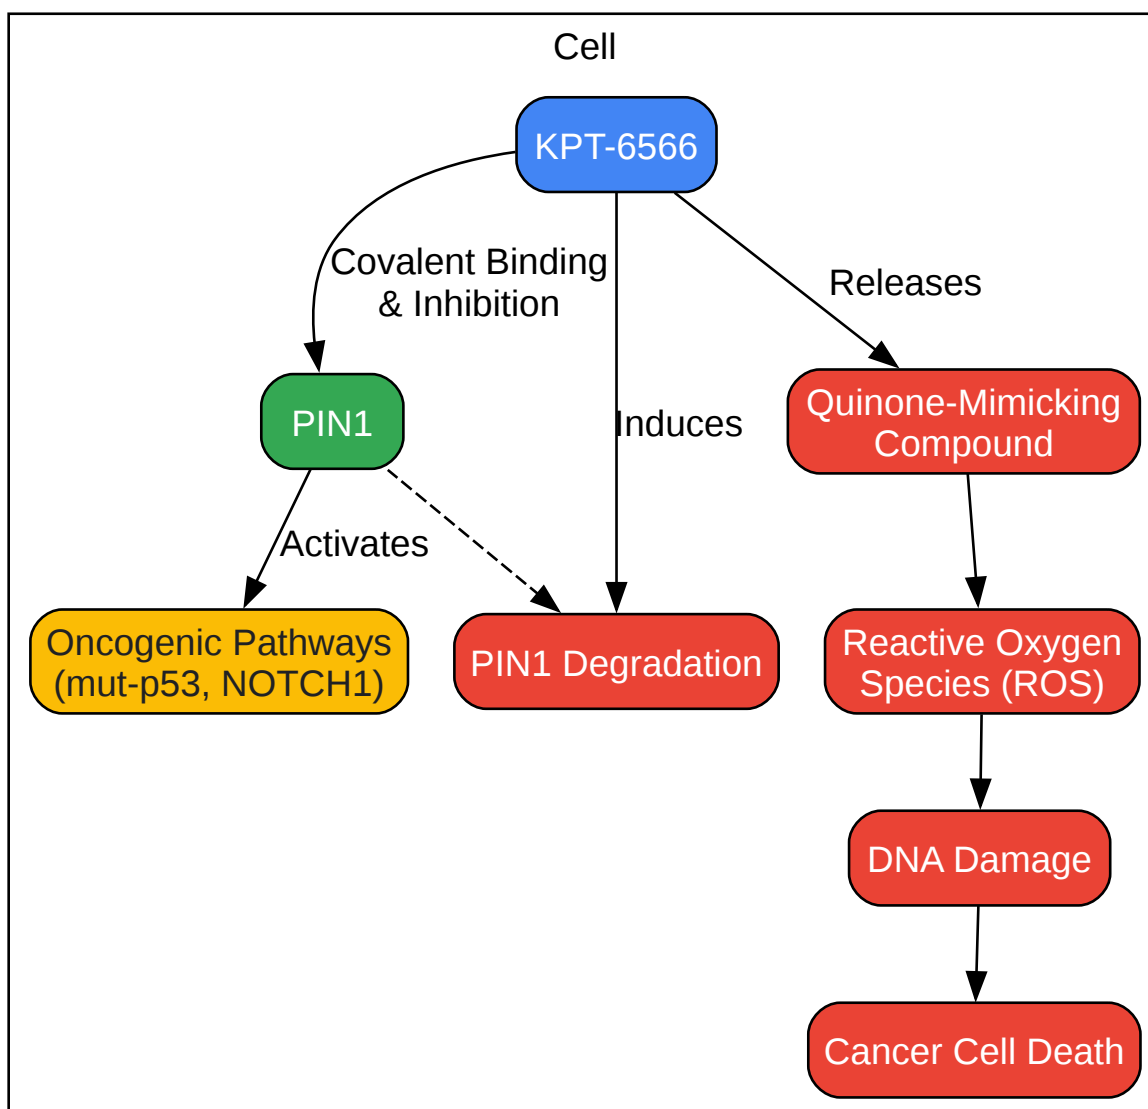 Cell
KPT-6566
Covalent Binding
& Inhibition
Releases
PIN1
Induces
Quinone-Mimicking
Compound
Activates
Oncogenic Pathways
(mut-p53, NOTCH1)
PIN1 Degradation
Reactive Oxygen
Species (ROS)
DNA Damage
Cancer Cell Death